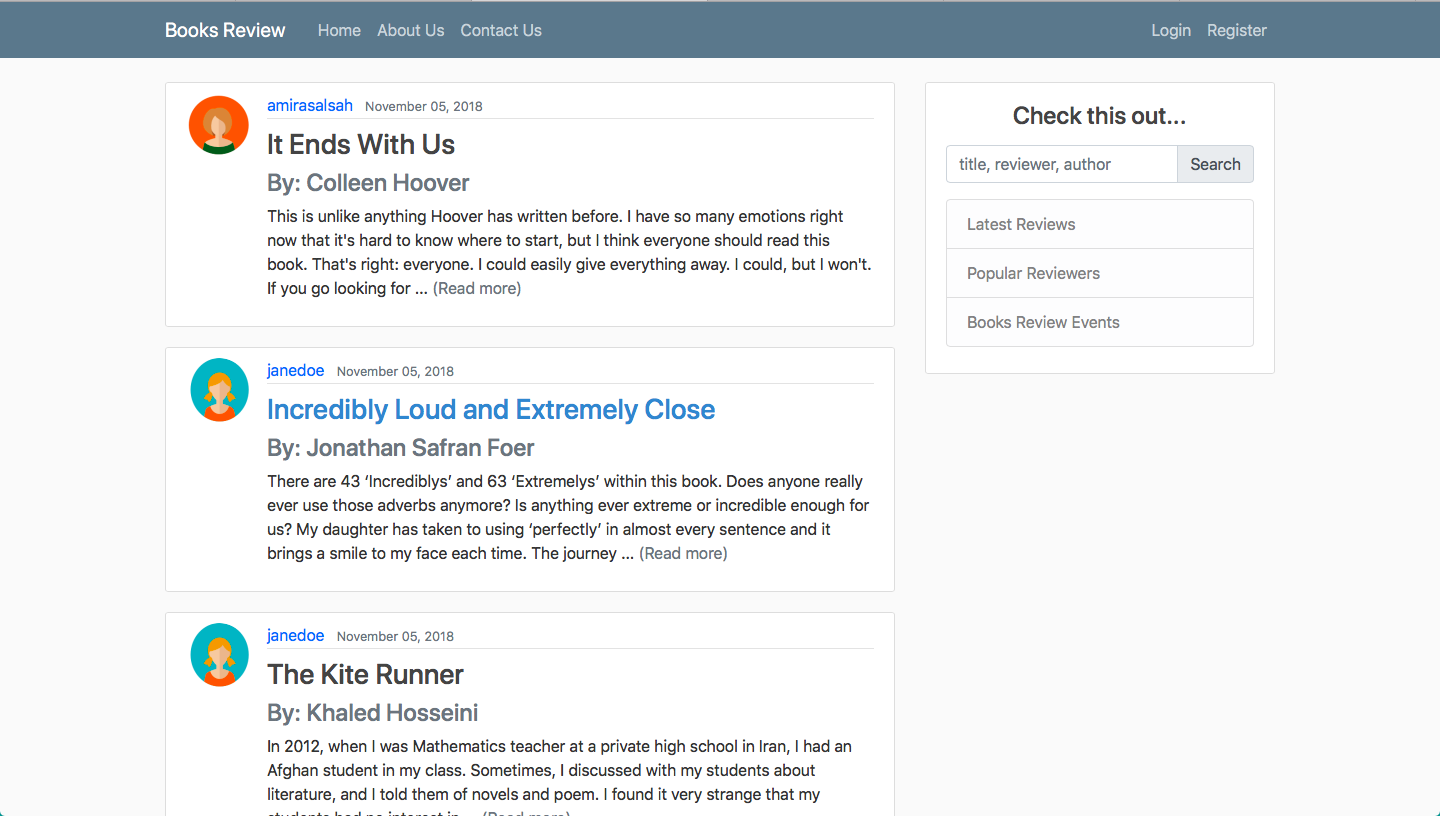 Books Review Home About Us Contact Us Login Register
amirasalsah November 05, 2018
It Ends With Us
By: Colleen Hoover
This is unlike anything Hoover has written before. I have so many emotions right
now that it's hard to know where to start, but I think everyone should read this
book. That's right: everyone. I could easily give everything away. I could, but I won't.
If you go looking for ... (Read more)
janedoe November 05, 2018
Incredibly Loud and Extremely Close
By: Jonathan Safran Foer
There are 43 ‘Incrediblys’ and 63 ‘Extremelys’ within this book. Does anyone really
ever use those adverbs anymore? Is anything ever extreme or incredible enough for
us? My daughter has taken to using ‘perfectly’ in almost every sentence and it
brings a smile to my face each time. The journey ... (Read more)
janedoe November 05, 2018
The Kite Runner
By: Khaled Hosseini
In 2012, when I was Mathematics teacher at a private high school in Iran, I had an
Afghan student in my class. Sometimes, I discussed with my students about
literature, and I told them of novels and poem. I found it very strange that my
students had no interest in ... (Read more)
Check this out...
title, reviewer, author Search
Latest Reviews
Popular Reviewers
Books Review Events